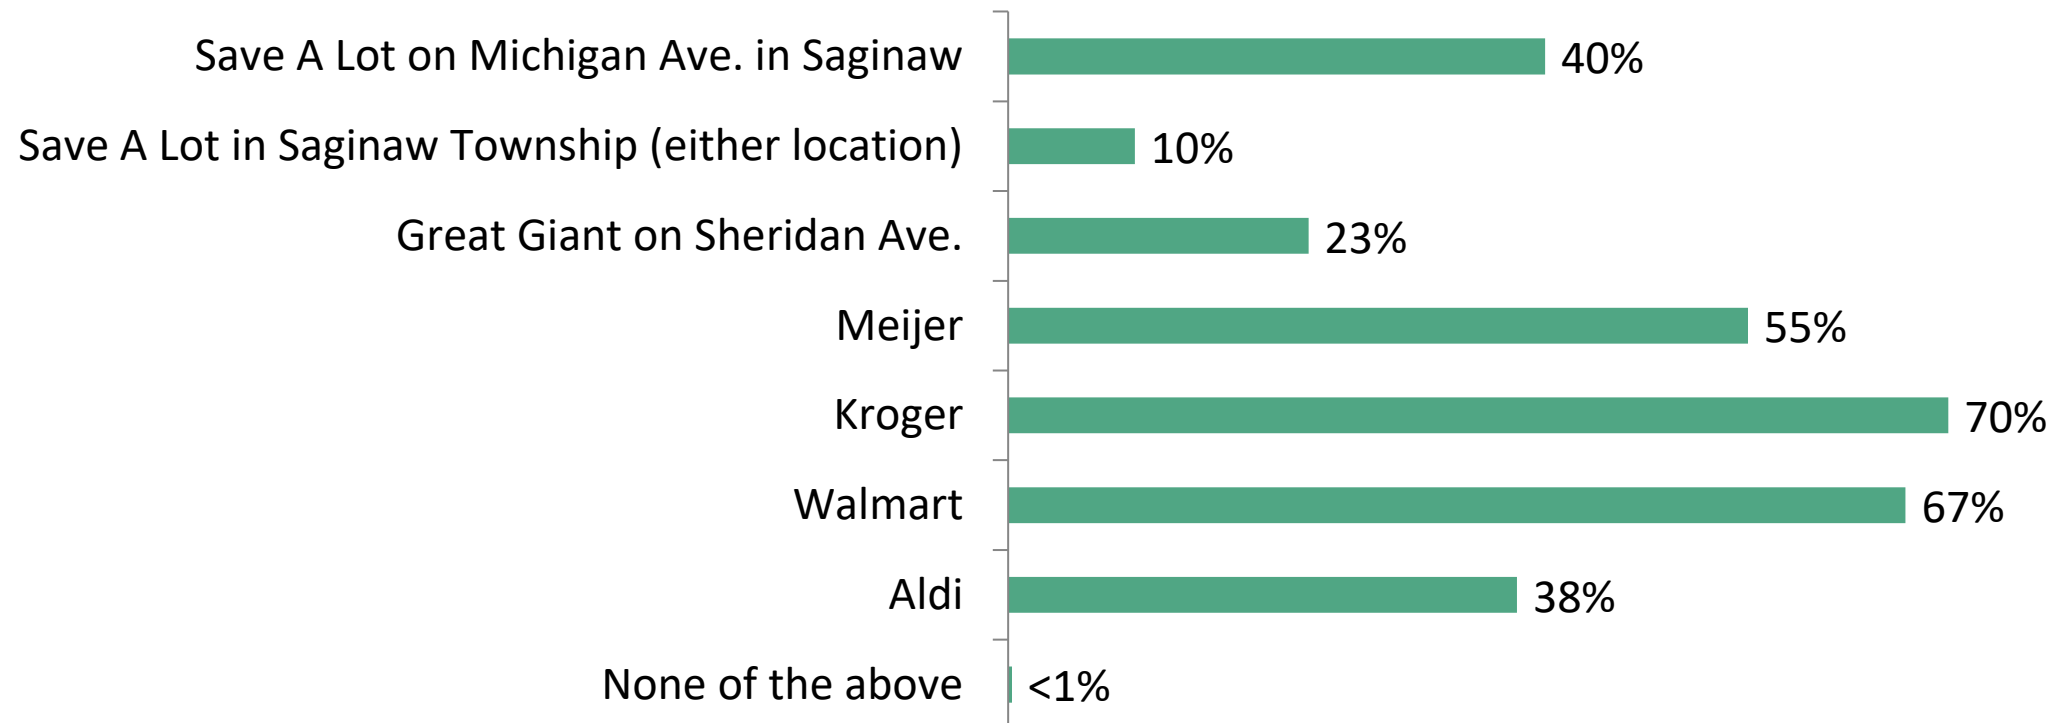 Save A Lot on Michigan Ave. in Saginaw 40%
Save A Lot in Saginaw Township (either location) 10%
Great Giant on Sheridan Ave. 23%
Meijer 55%
Kroger 70%
Walmart 67%
Aldi 38%
None of the above <1%